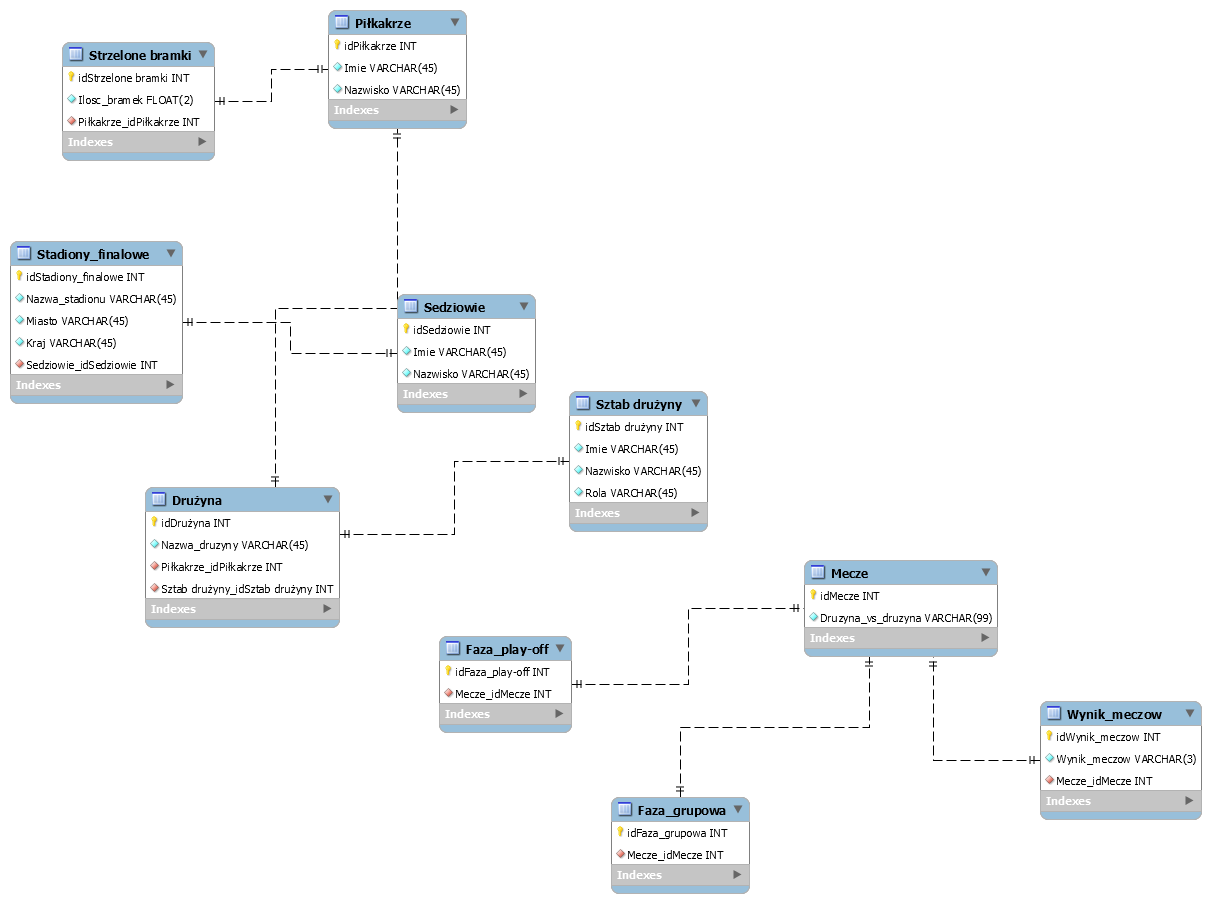 Piłkakrze
idPiłkakrze INT
Imie VARCHAR(45)
Nazwisko VARCHAR(45)
Indexes
Strzelone bramki
idStrzelone bramki INT
Ilosc_bramek FLOAT(2)
Piłkakrze_idPiłkakrze INT
Indexes
Stadiony_finalowe
idStadiony_finalowe INT
Nazwa_stadionu VARCHAR(45)
Miasto VARCHAR(45)
Kraj VARCHAR(45)
Sedziowie_idSedziowie INT
Indexes
Sedziowie
idSedziowie INT
Imie VARCHAR(45)
Nazwisko VARCHAR(45)
Indexes
Sztab drużyny
idSztab drużyny INT
Imie VARCHAR(45)
Nazwisko VARCHAR(45)
Rola VARCHAR(45)
Indexes
Drużyna
idDrużyna INT
Nazwa_druzyny VARCHAR(45)
Piłkakrze_idPiłkakrze INT
Sztab drużyny_idSztab drużyny INT
Indexes
Mecze
idMecze INT
Druzyna_vs_druzyna VARCHAR(99)
Indexes
Faza_play-off
idFaza_play-off INT
Mecze_idMecze INT
Indexes
Wynik_meczow
idWynik_meczow INT
Wynik_meczow VARCHAR(3)
Mecze_idMecze INT
Indexes
Faza_grupowa
idFaza_grupowa INT
Mecze_idMecze INT
Indexes